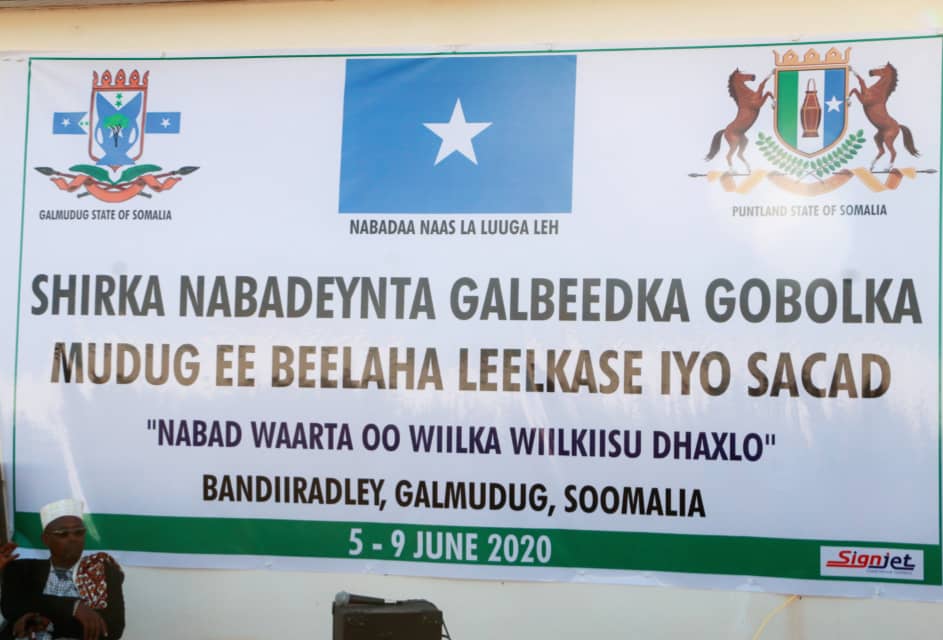 GALMUDUG STATE OF SOMALIA
NABADAA NAAS LA LUUGA LEH
PUNTLAND STATE OF SOMALIA
SHIRKA NABADEYNTA GALBEEDKA GOBOLKA
MUDUG EE BEELAHA LEELKASE IYO SACAD
"NABAD WAARTA OO WIILKA WIILKIISU DHAXLO"
BANDIIRADLEY, GALMUDUG, SOOMALIA
5 - 9 JUNE 2020
Signjet